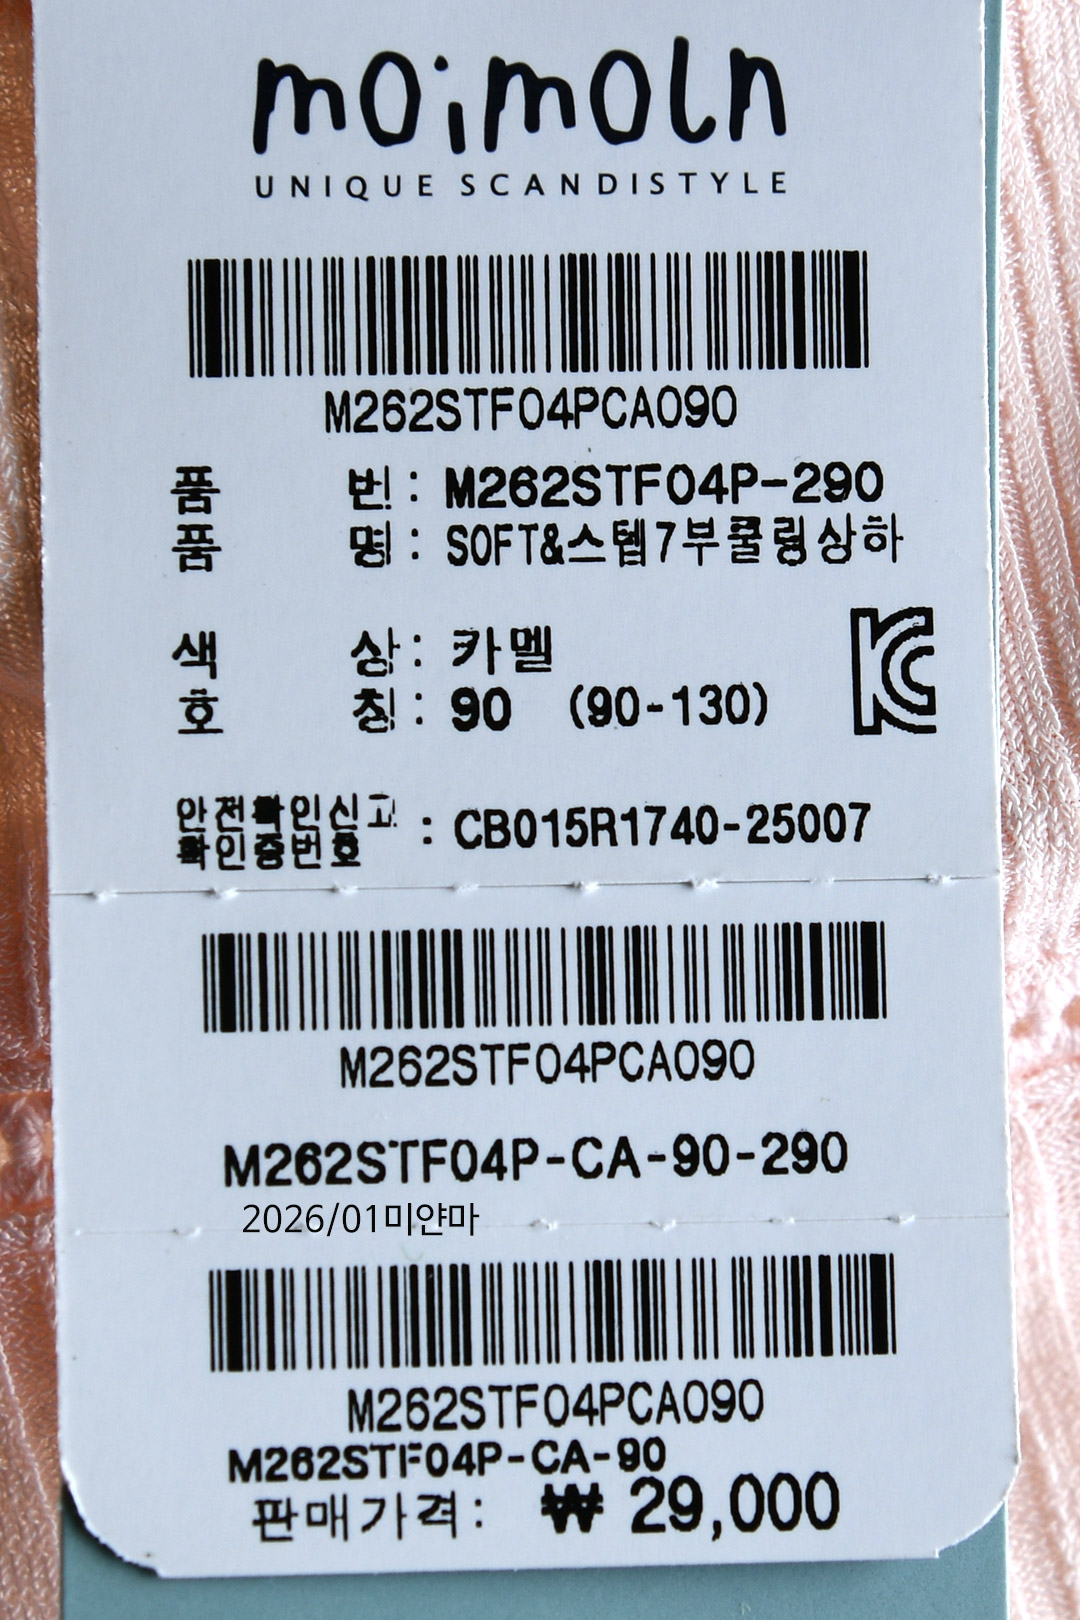 moimoln
UNIQUE SCANDISTYLE
M262STF04PCA090
품 번 : M262STF04P-290
품 명 : SOFT&스텝7부쿨링상하
색 상 : 카멜
호 칭 : 90 (90-130)
KC
안전확인신고
확인증번호 : CB015R1740-25007
M262STF04PCA090
M262STF04P-CA-90-290
2026/01미얀마
M262STF04PCA090
M262STF04P-CA-90
판매가격 : ₩ 29,000